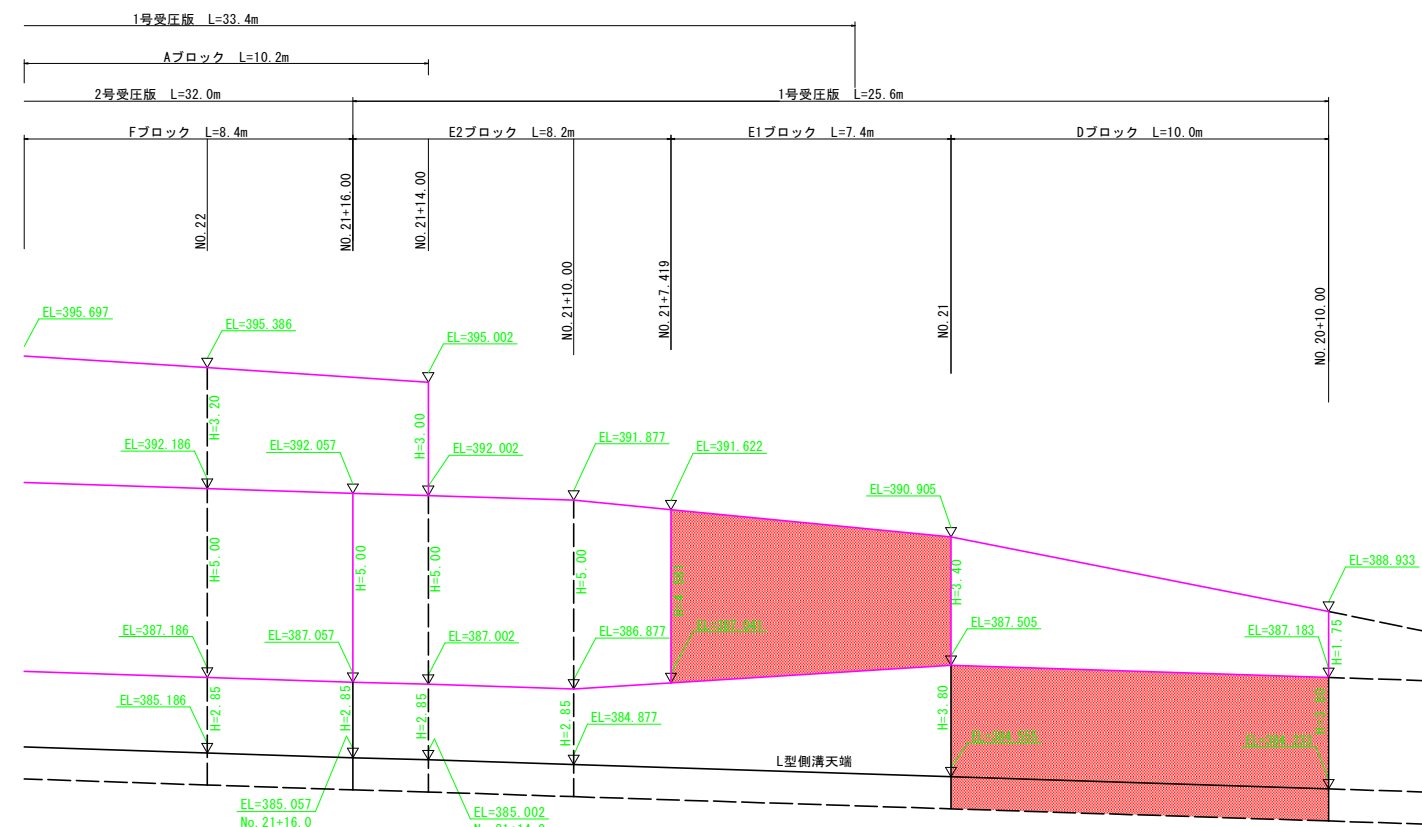 1号受圧版 L=33.4m
Aブロック L=10.2m
2号受圧版 L=32.0m
1号受圧版 L=25.6m
Fブロック L=8.4m
E2ブロック L=8.2m
E1ブロック L=7.4m
Dブロック L=10.0m
NO.22
NO.21+16.00
NO.21+14.00
NO.21+10.00
NO.21+7.419
NO.21
NO.20+10.00
EL=395.697
EL=395.386
EL=395.002
H=3.20
H=3.00
EL=392.186
EL=392.057
EL=392.002
EL=391.877
EL=391.622
EL=390.905
EL=388.933
H=5.00
H=5.00
H=5.00
H=5.00
H=3.40
H=1.75
EL=387.186
EL=387.057
EL=387.002
EL=386.877
EL=387.041
EL=387.505
EL=387.183
H=2.85
H=2.85
H=2.85
H=2.85
H=3.80
EL=385.186
EL=384.877
L型側溝天端
EL=385.057
No.21+16.0
EL=385.002